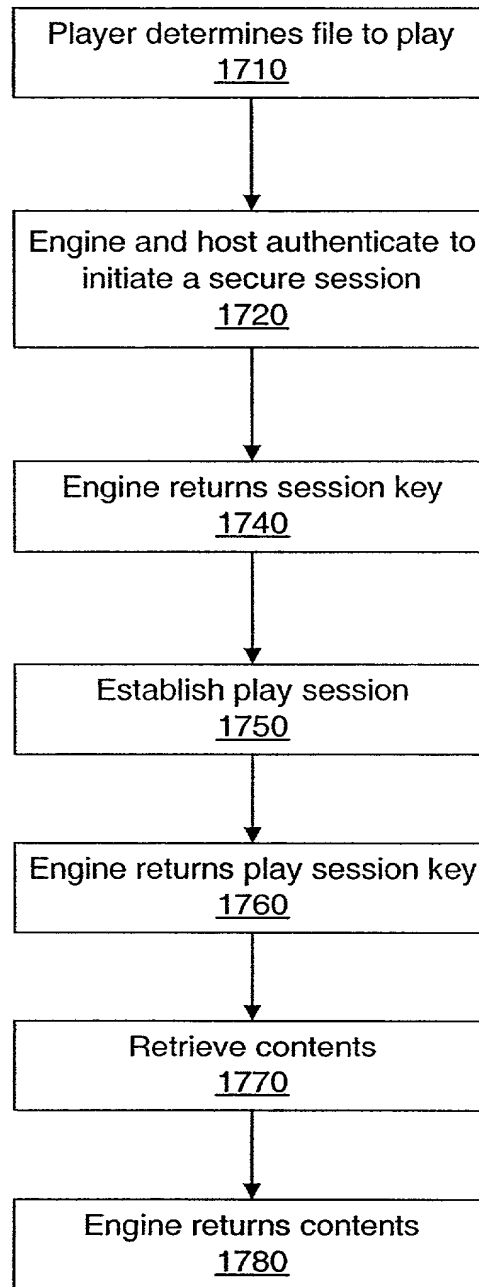 Player determines file to play
1710
Engine and host authenticate to
initiate a secure session
1720
Engine returns session key
1740
Establish play session
1750
Engine returns play session key
1760
Retrieve contents
1770
Engine returns contents
1780